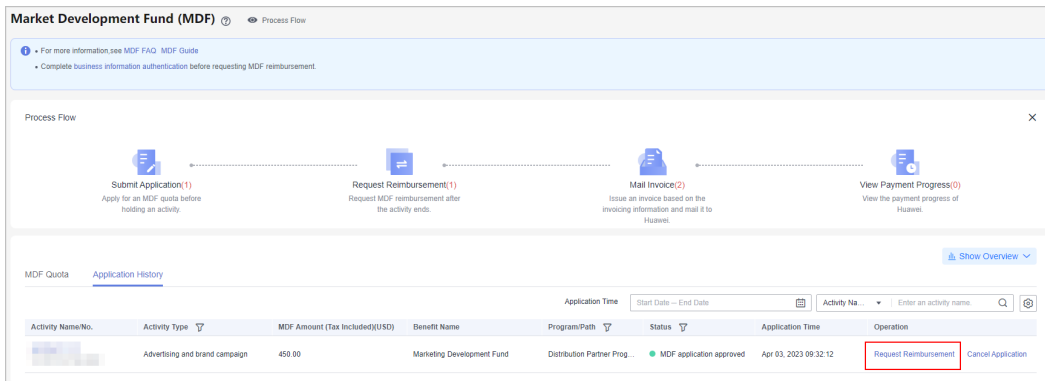 Market Development Fund (MDF) Process Flow
For more information,see MDF FAQ MDF Guide
Complete business information authentication before requesting MDF reimbursement.
Process Flow
Submit Application(1)
Apply for an MDF quota before
holding an activity.
Request Reimbursement(1)
Request MDF reimbursement after
the activity ends.
Mail Invoice(2)
Issue an invoice based on the
invoicing information and mail it to
Huawei.
View Payment Progress(0)
View the payment progress of
Huawei.
Show Overview
MDF Quota Application History
Application Time Start Date – End Date Activity Na... Enter an activity name.
Activity Name/No. Activity Type MDF Amount (Tax Included)(USD) Benefit Name Program/Path Status Application Time Operation
Advertising and brand campaign 450.00 Marketing Development Fund Distribution Partner Prog... MDF application approved Apr 03, 2023 09:32:12 Request Reimbursement Cancel Application